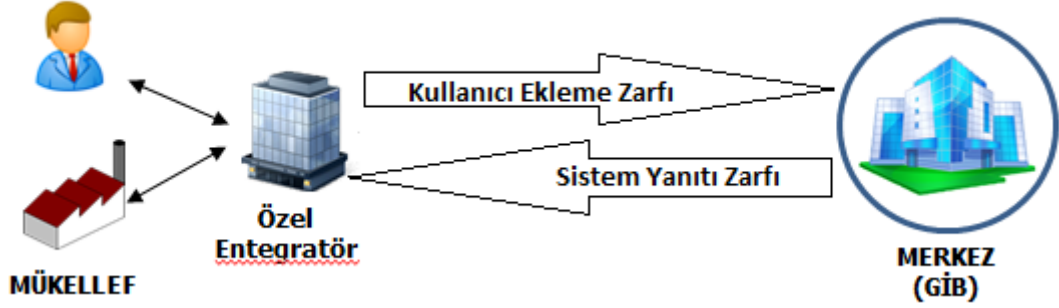 Kullanıcı Ekleme Zarfı
Sistem Yanıtı Zarfı
Özel
Entegratör
MÜKELLEF
MERKEZ
(GİB)